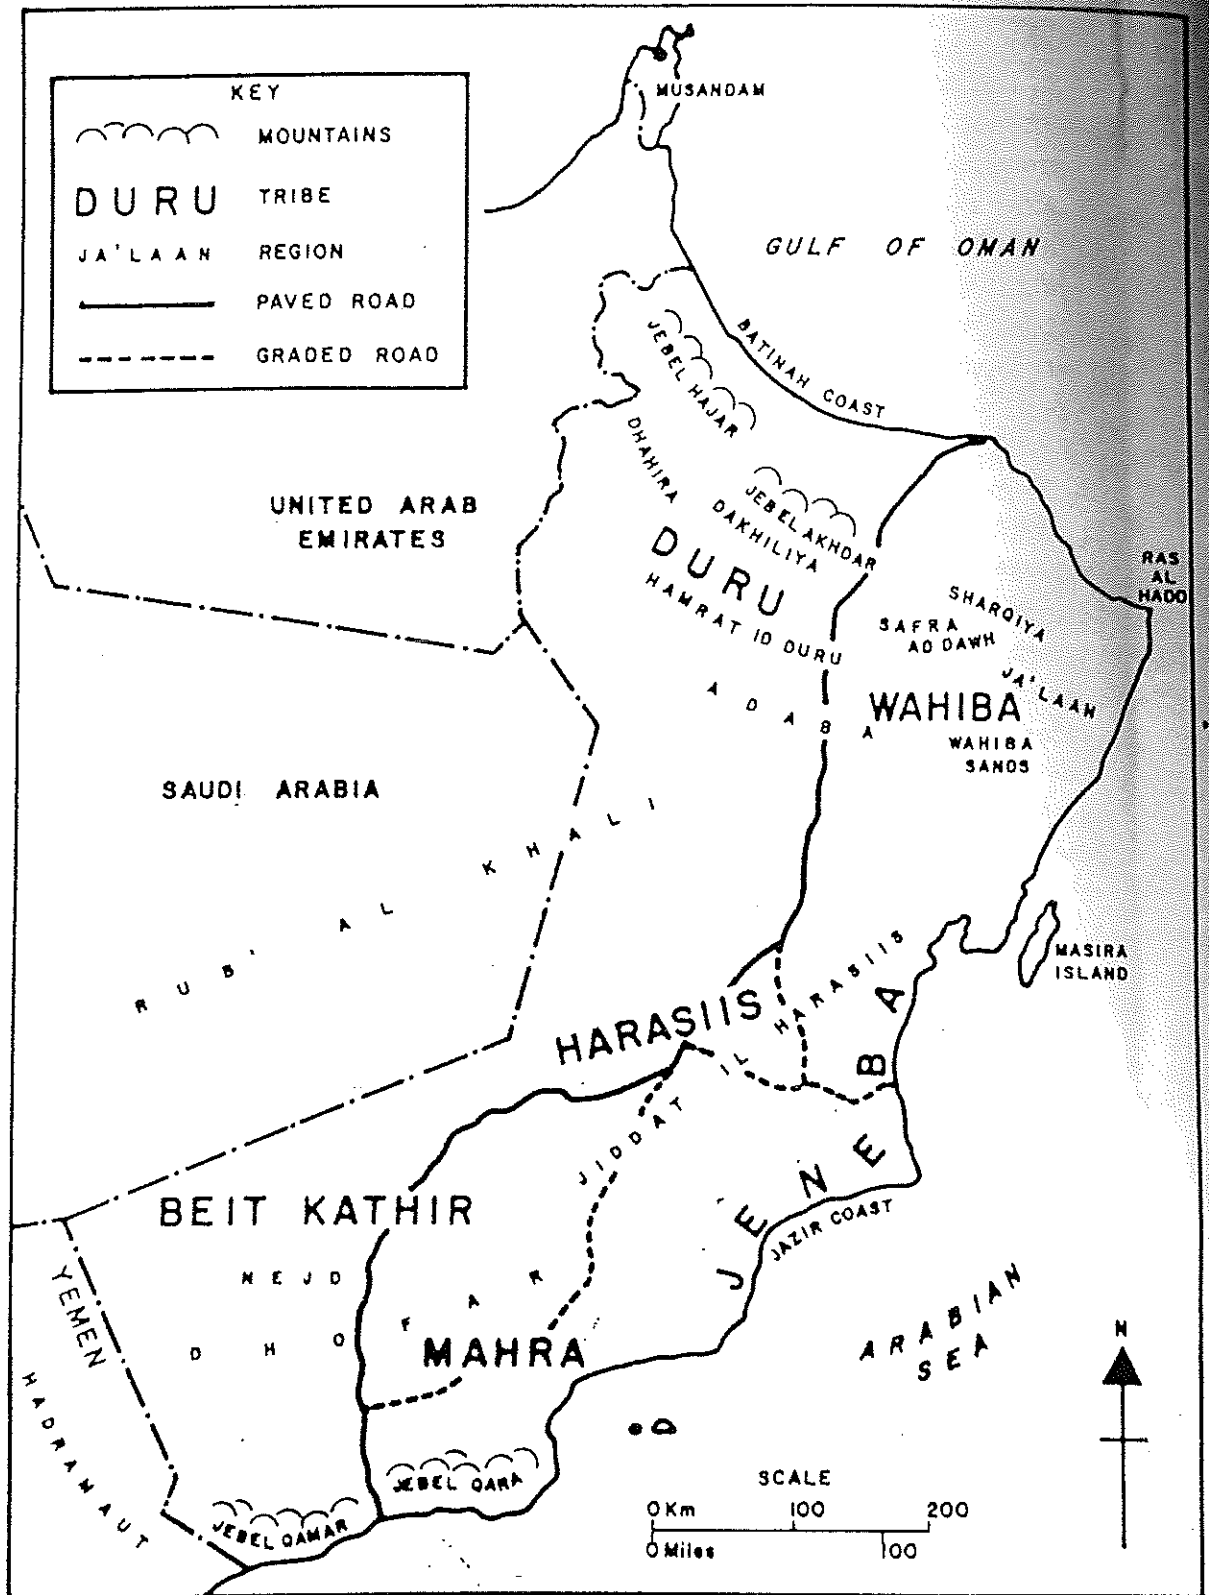 KEY
MOUNTAINS
DURU TRIBE
JA'LAAN REGION
PAVED ROAD
GRADED ROAD
MUSANDAM
GULF OF OMAN
BATINAH COAST
JEBEL HAJAR
DHAHIRA
UNITED ARAB
EMIRATES
JEBEL AKHDAR
DAKHILIYA
DURU
HAMRAT ID DURU
RAS
AL
HADD
SHARQIYA
SAFRA
AD DAWH
JA'LAAN
ADABA
WAHIBA
WAHIBA
SANDS
SAUDI ARABIA
RUB' AL KHALI
MASIRA
ISLAND
HARASIIS
JIDDAT IL HARASIIS
JENEBA
JAZIR COAST
BEIT KATHIR
NEJD
DHOFAR
MAHRA
YEMEN
HADRAMAUT
ARABIAN
SEA
N
JEBEL QARA
JEBEL QAMAR
SCALE
0 Km 100 200
0 Miles 100